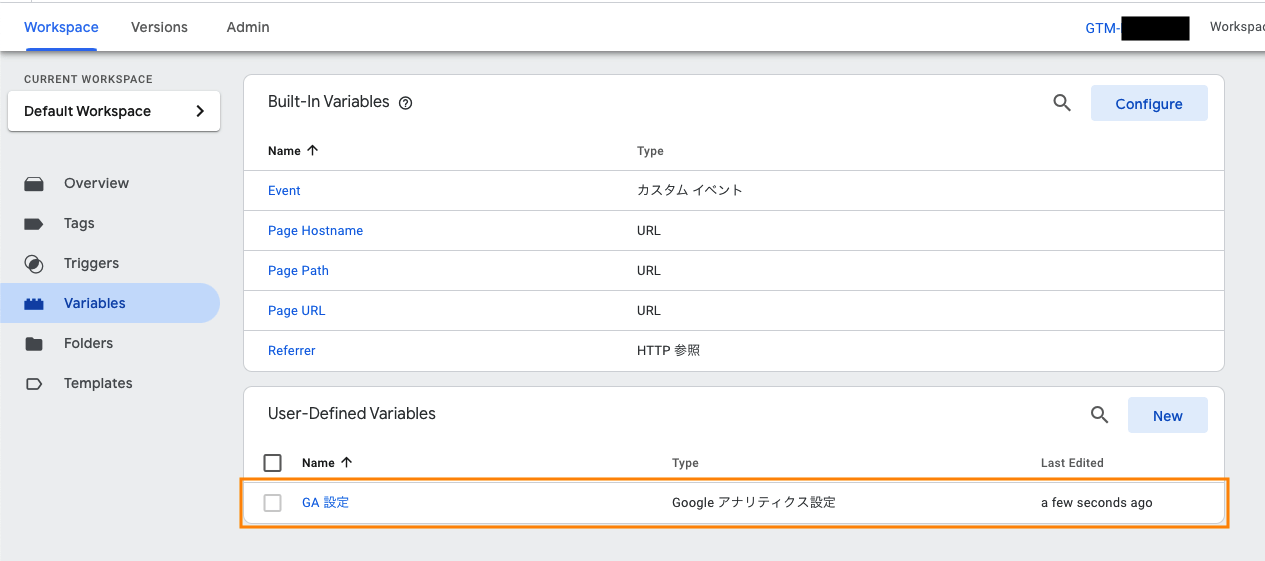 Workspace Versions Admin GTM- Workspac
CURRENT WORKSPACE
Default Workspace
Overview
Tags
Triggers
Variables
Folders
Templates
Built-In Variables Configure
Name Type
Event カスタム イベント
Page Hostname URL
Page Path URL
Page URL URL
Referrer HTTP 参照
User-Defined Variables New
Name Type Last Edited
GA 設定 Google アナリティクス設定 a few seconds ago